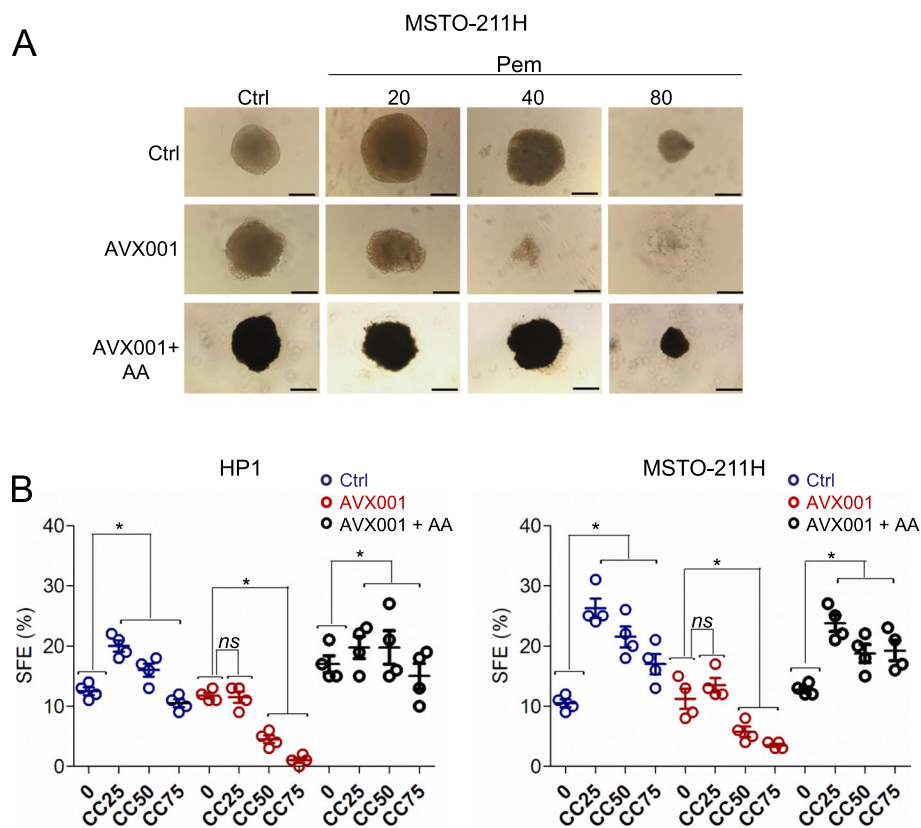 MSTO-211H
A
Pem
Ctrl 20 40 80
Ctrl
AVX001
AVX001+
AA
HP1 MSTO-211H
B
Ctrl Ctrl
AVX001 AVX001
AVX001 + AA AVX001 + AA
SFE (%)
40
30
20
10
0
* * ns *
0 CC25 CC50 CC75 0 CC25 CC50 CC75 0 CC25 CC50 CC75
SFE (%)
40
30
20
10
0
* * ns *
0 CC25 CC50 CC75 0 CC25 CC50 CC75 0 CC25 CC50 CC75